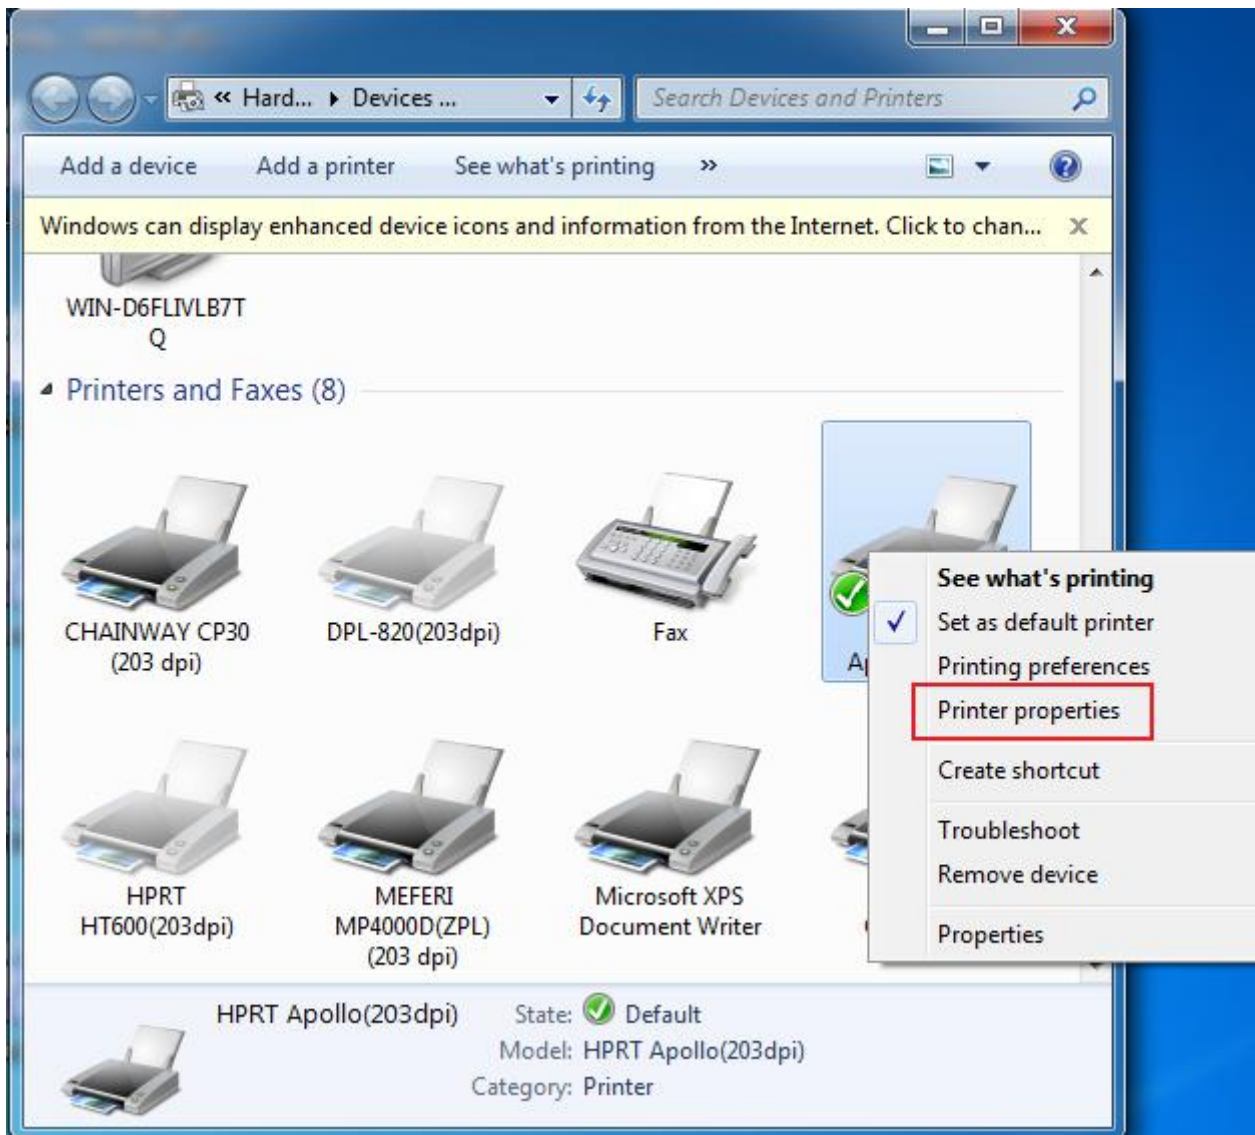 « Hard... ▸ Devices ...
Search Devices and Printers
Add a device
Add a printer
See what's printing
»
Windows can display enhanced device icons and information from the Internet. Click to chan...
WIN-D6FLIVLB7T
Q
Printers and Faxes (8)
CHAINWAY CP30
(203 dpi)
DPL-820(203dpi)
Fax
See what's printing
Set as default printer
Printing preferences
Printer properties
Create shortcut
Troubleshoot
Remove device
Properties
HPRT
HT600(203dpi)
MEFERI
MP4000D(ZPL)
(203 dpi)
Microsoft XPS
Document Writer
HPRT Apollo(203dpi)
State: Default
Model: HPRT Apollo(203dpi)
Category: Printer